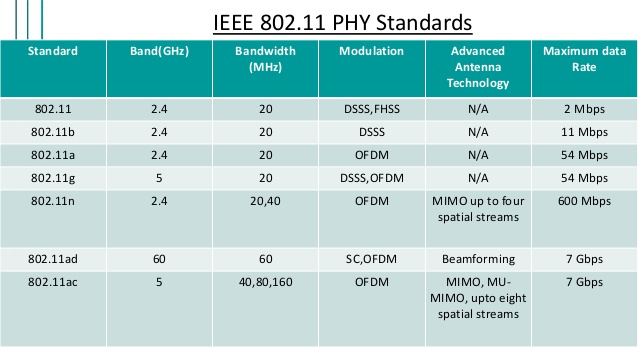 IEEE 802.11 PHY Standards
Standard Band(GHz) Bandwidth (MHz) Modulation Advanced Antenna Technology Maximum data Rate
802.11 2.4 20 DSSS,FHSS N/A 2 Mbps
802.11b 2.4 20 DSSS N/A 11 Mbps
802.11a 2.4 20 OFDM N/A 54 Mbps
802.11g 5 20 DSSS,OFDM N/A 54 Mbps
802.11n 2.4 20,40 OFDM MIMO up to four spatial streams 600 Mbps
802.11ad 60 60 SC,OFDM Beamforming 7 Gbps
802.11ac 5 40,80,160 OFDM MIMO, MU-MIMO, upto eight spatial streams 7 Gbps